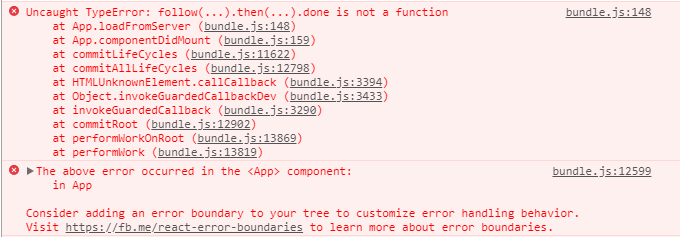 Uncaught TypeError: follow(...).then(...).done is not a function bundle.js:148
at App.loadFromServer (bundle.js:148)
at App.componentDidMount (bundle.js:159)
at commitLifeCycles (bundle.js:11622)
at commitAllLifeCycles (bundle.js:12798)
at HTMLUnknownElement.callCallback (bundle.js:3394)
at Object.invokeGuardedCallbackDev (bundle.js:3433)
at invokeGuardedCallback (bundle.js:3290)
at commitRoot (bundle.js:12902)
at performWorkOnRoot (bundle.js:13869)
at performWork (bundle.js:13819)
▶The above error occurred in the <App> component: bundle.js:12599
in App
Consider adding an error boundary to your tree to customize error handling behavior.
Visit https://fb.me/react-error-boundaries to learn more about error boundaries.